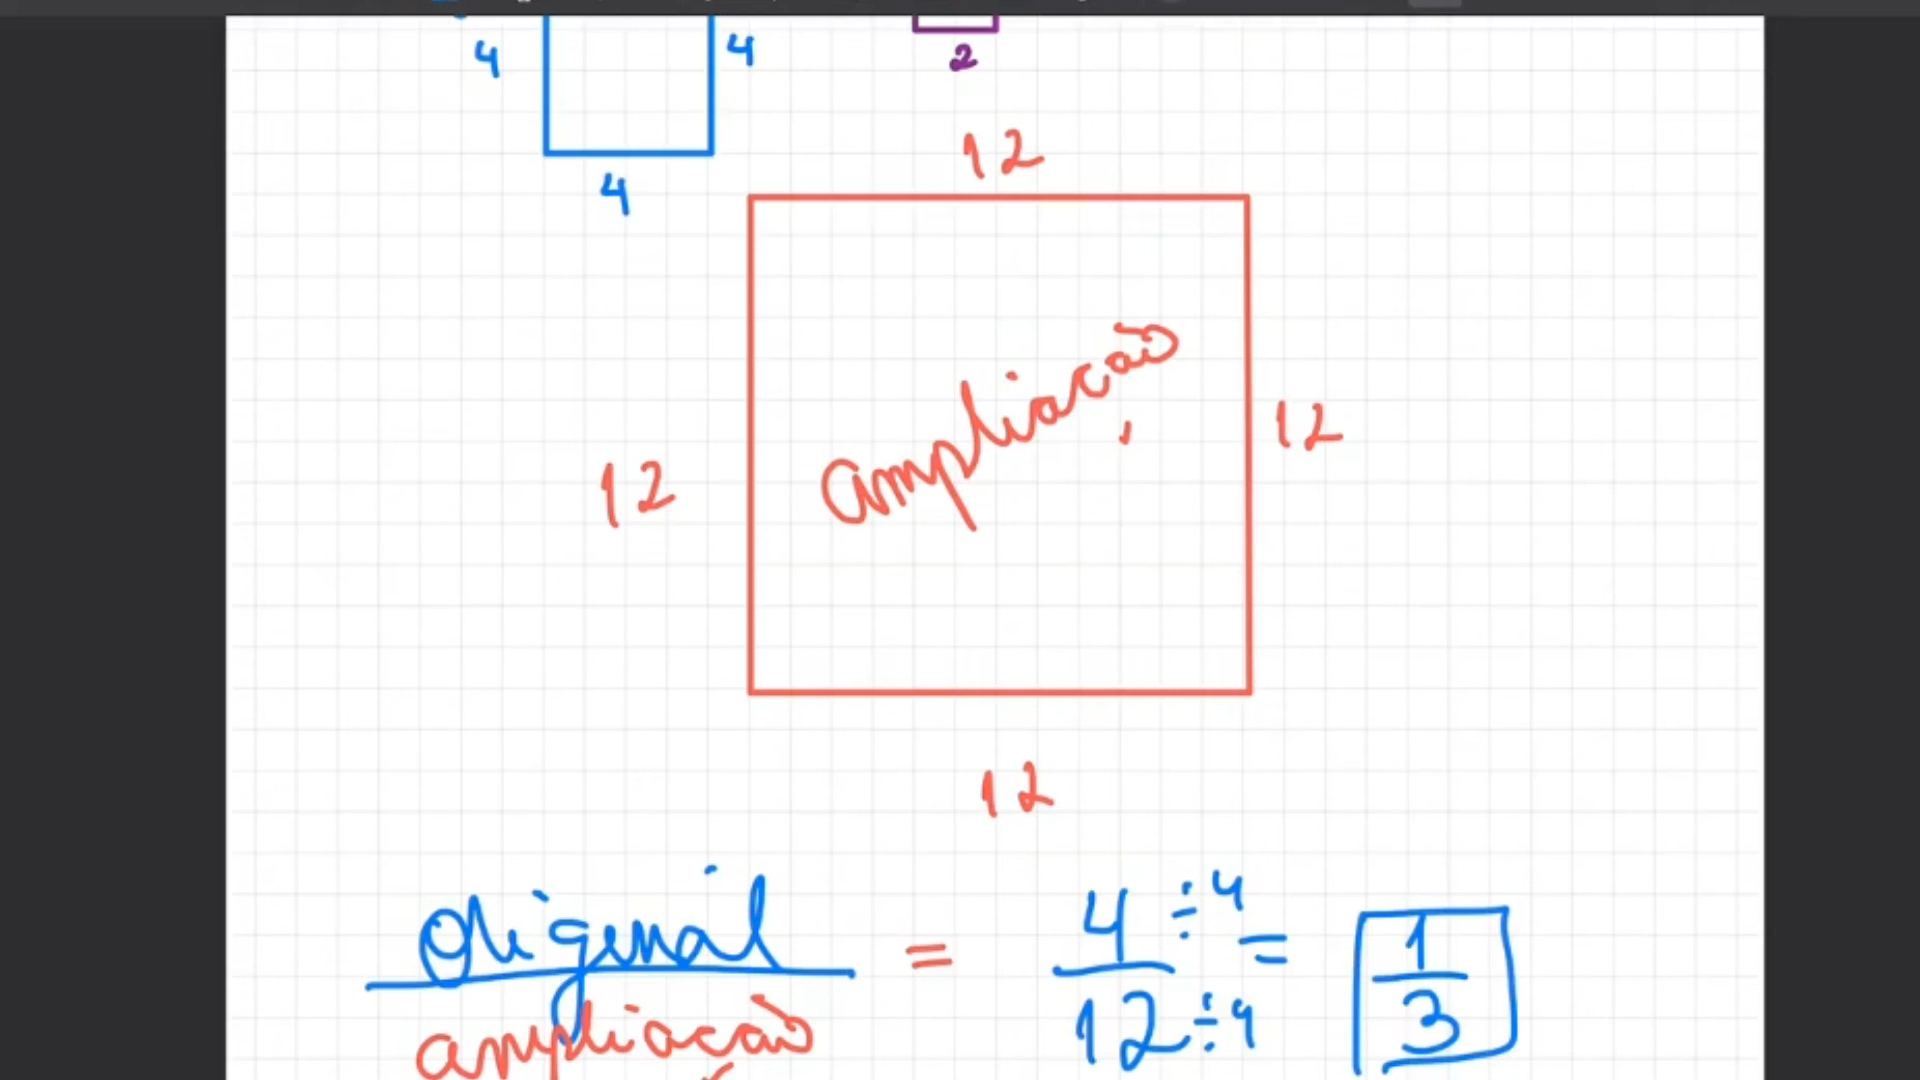 4 4 2
4
12
ampliação
12 12
12
original = 4 ÷4 = 1
ampliação 12 ÷4 3